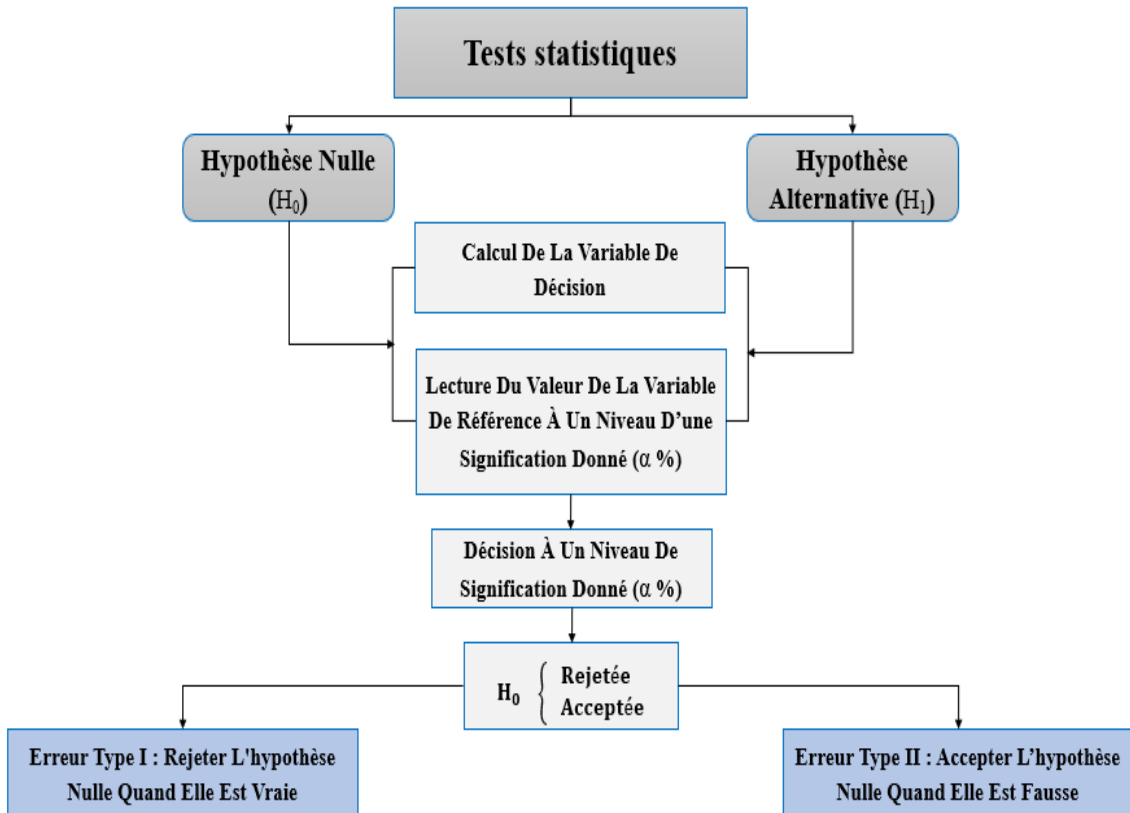 Tests statistiques
Hypothèse Nulle
(H₀)
Hypothèse
Alternative (H₁)
Calcul De La Variable De
Décision
Lecture Du Valeur De La Variable
De Référence À Un Niveau D’une
Signification Donné (α %)
Décision À Un Niveau De
Signification Donné (α %)
H₀ { Rejetée
Acceptée
Erreur Type I : Rejeter L'hypothèse
Nulle Quand Elle Est Vraie
Erreur Type II : Accepter L’hypothèse
Nulle Quand Elle Est Fausse